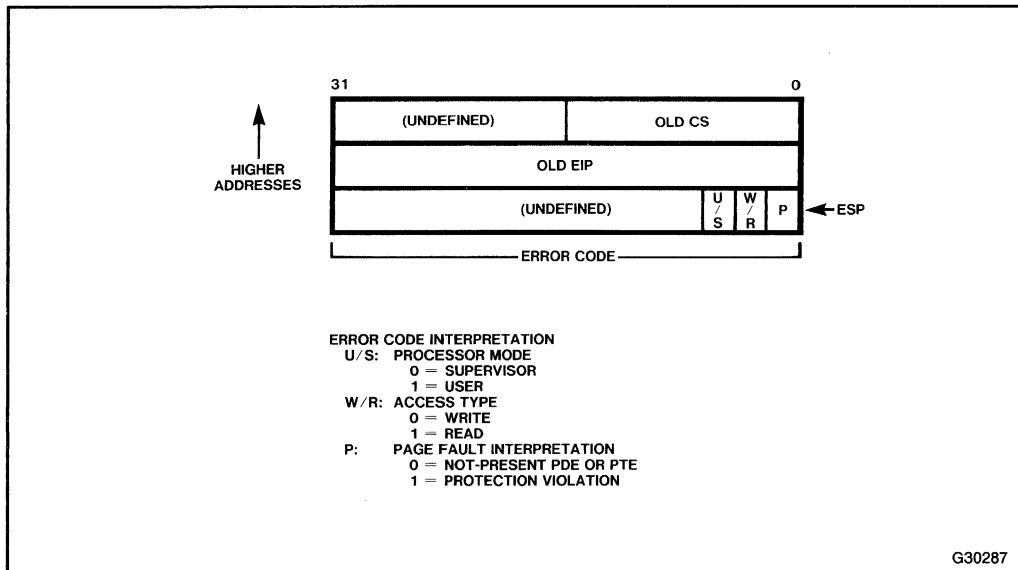 31 0
(UNDEFINED) OLD CS
HIGHER
ADDRESSES
OLD EIP
(UNDEFINED) U/S W/R P ESP
ERROR CODE
ERROR CODE INTERPRETATION
U/S: PROCESSOR MODE
0 = SUPERVISOR
1 = USER
W/R: ACCESS TYPE
0 = WRITE
1 = READ
P: PAGE FAULT INTERPRETATION
0 = NOT-PRESENT PDE OR PTE
1 = PROTECTION VIOLATION
G30287